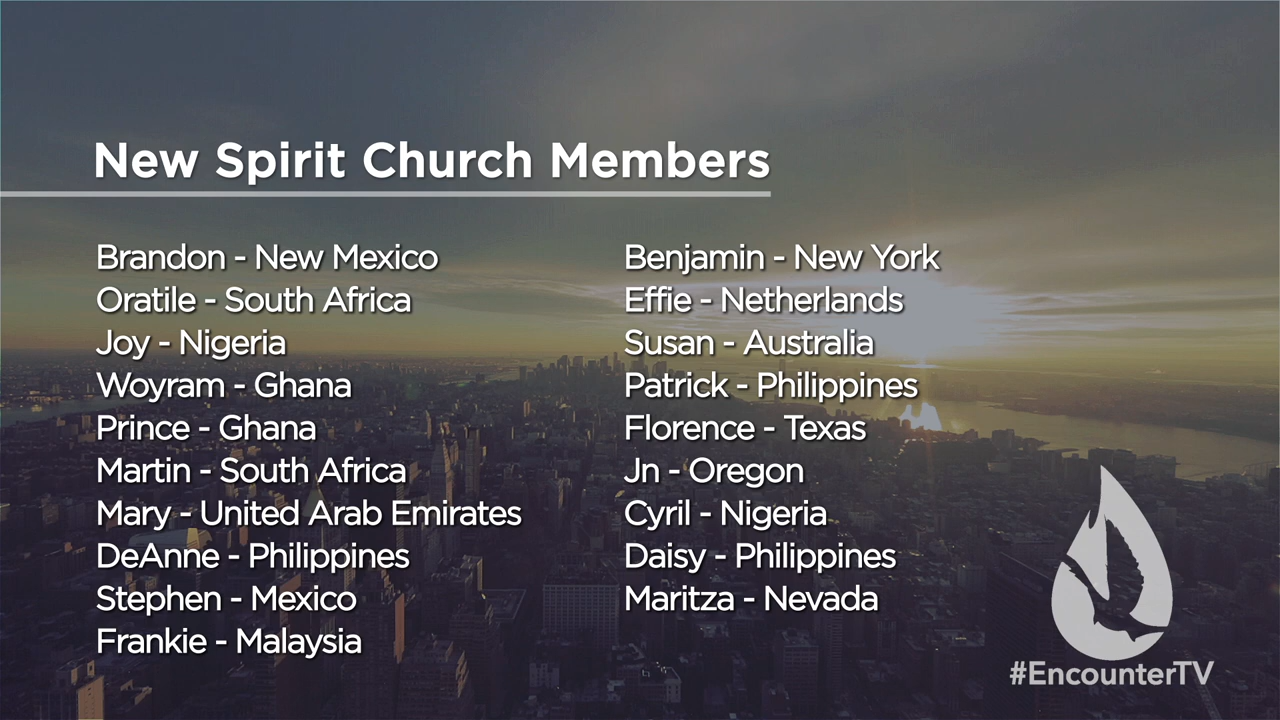 New Spirit Church Members
Brandon - New Mexico
Oratile - South Africa
Joy - Nigeria
Woyram - Ghana
Prince - Ghana
Martin - South Africa
Mary - United Arab Emirates
DeAnne - Philippines
Stephen - Mexico
Frankie - Malaysia
Benjamin - New York
Effie - Netherlands
Susan - Australia
Patrick - Philippines
Florence - Texas
Jn - Oregon
Cyril - Nigeria
Daisy - Philippines
Maritza - Nevada
#EncounterTV